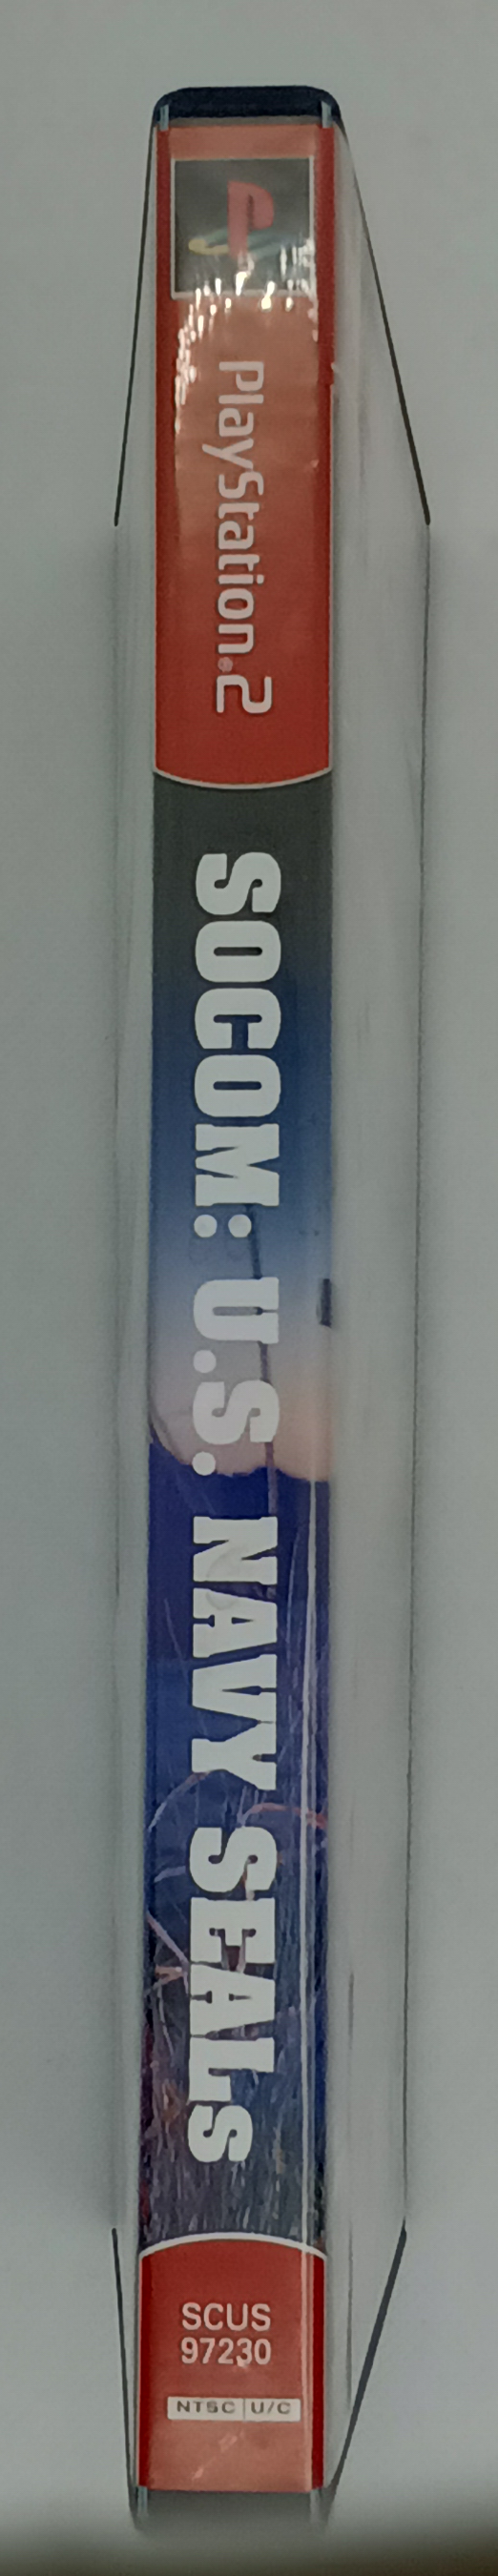 PlayStation®2
SOCOM: U.S. NAVY SEALs
SCUS
97230
NTSC U/C